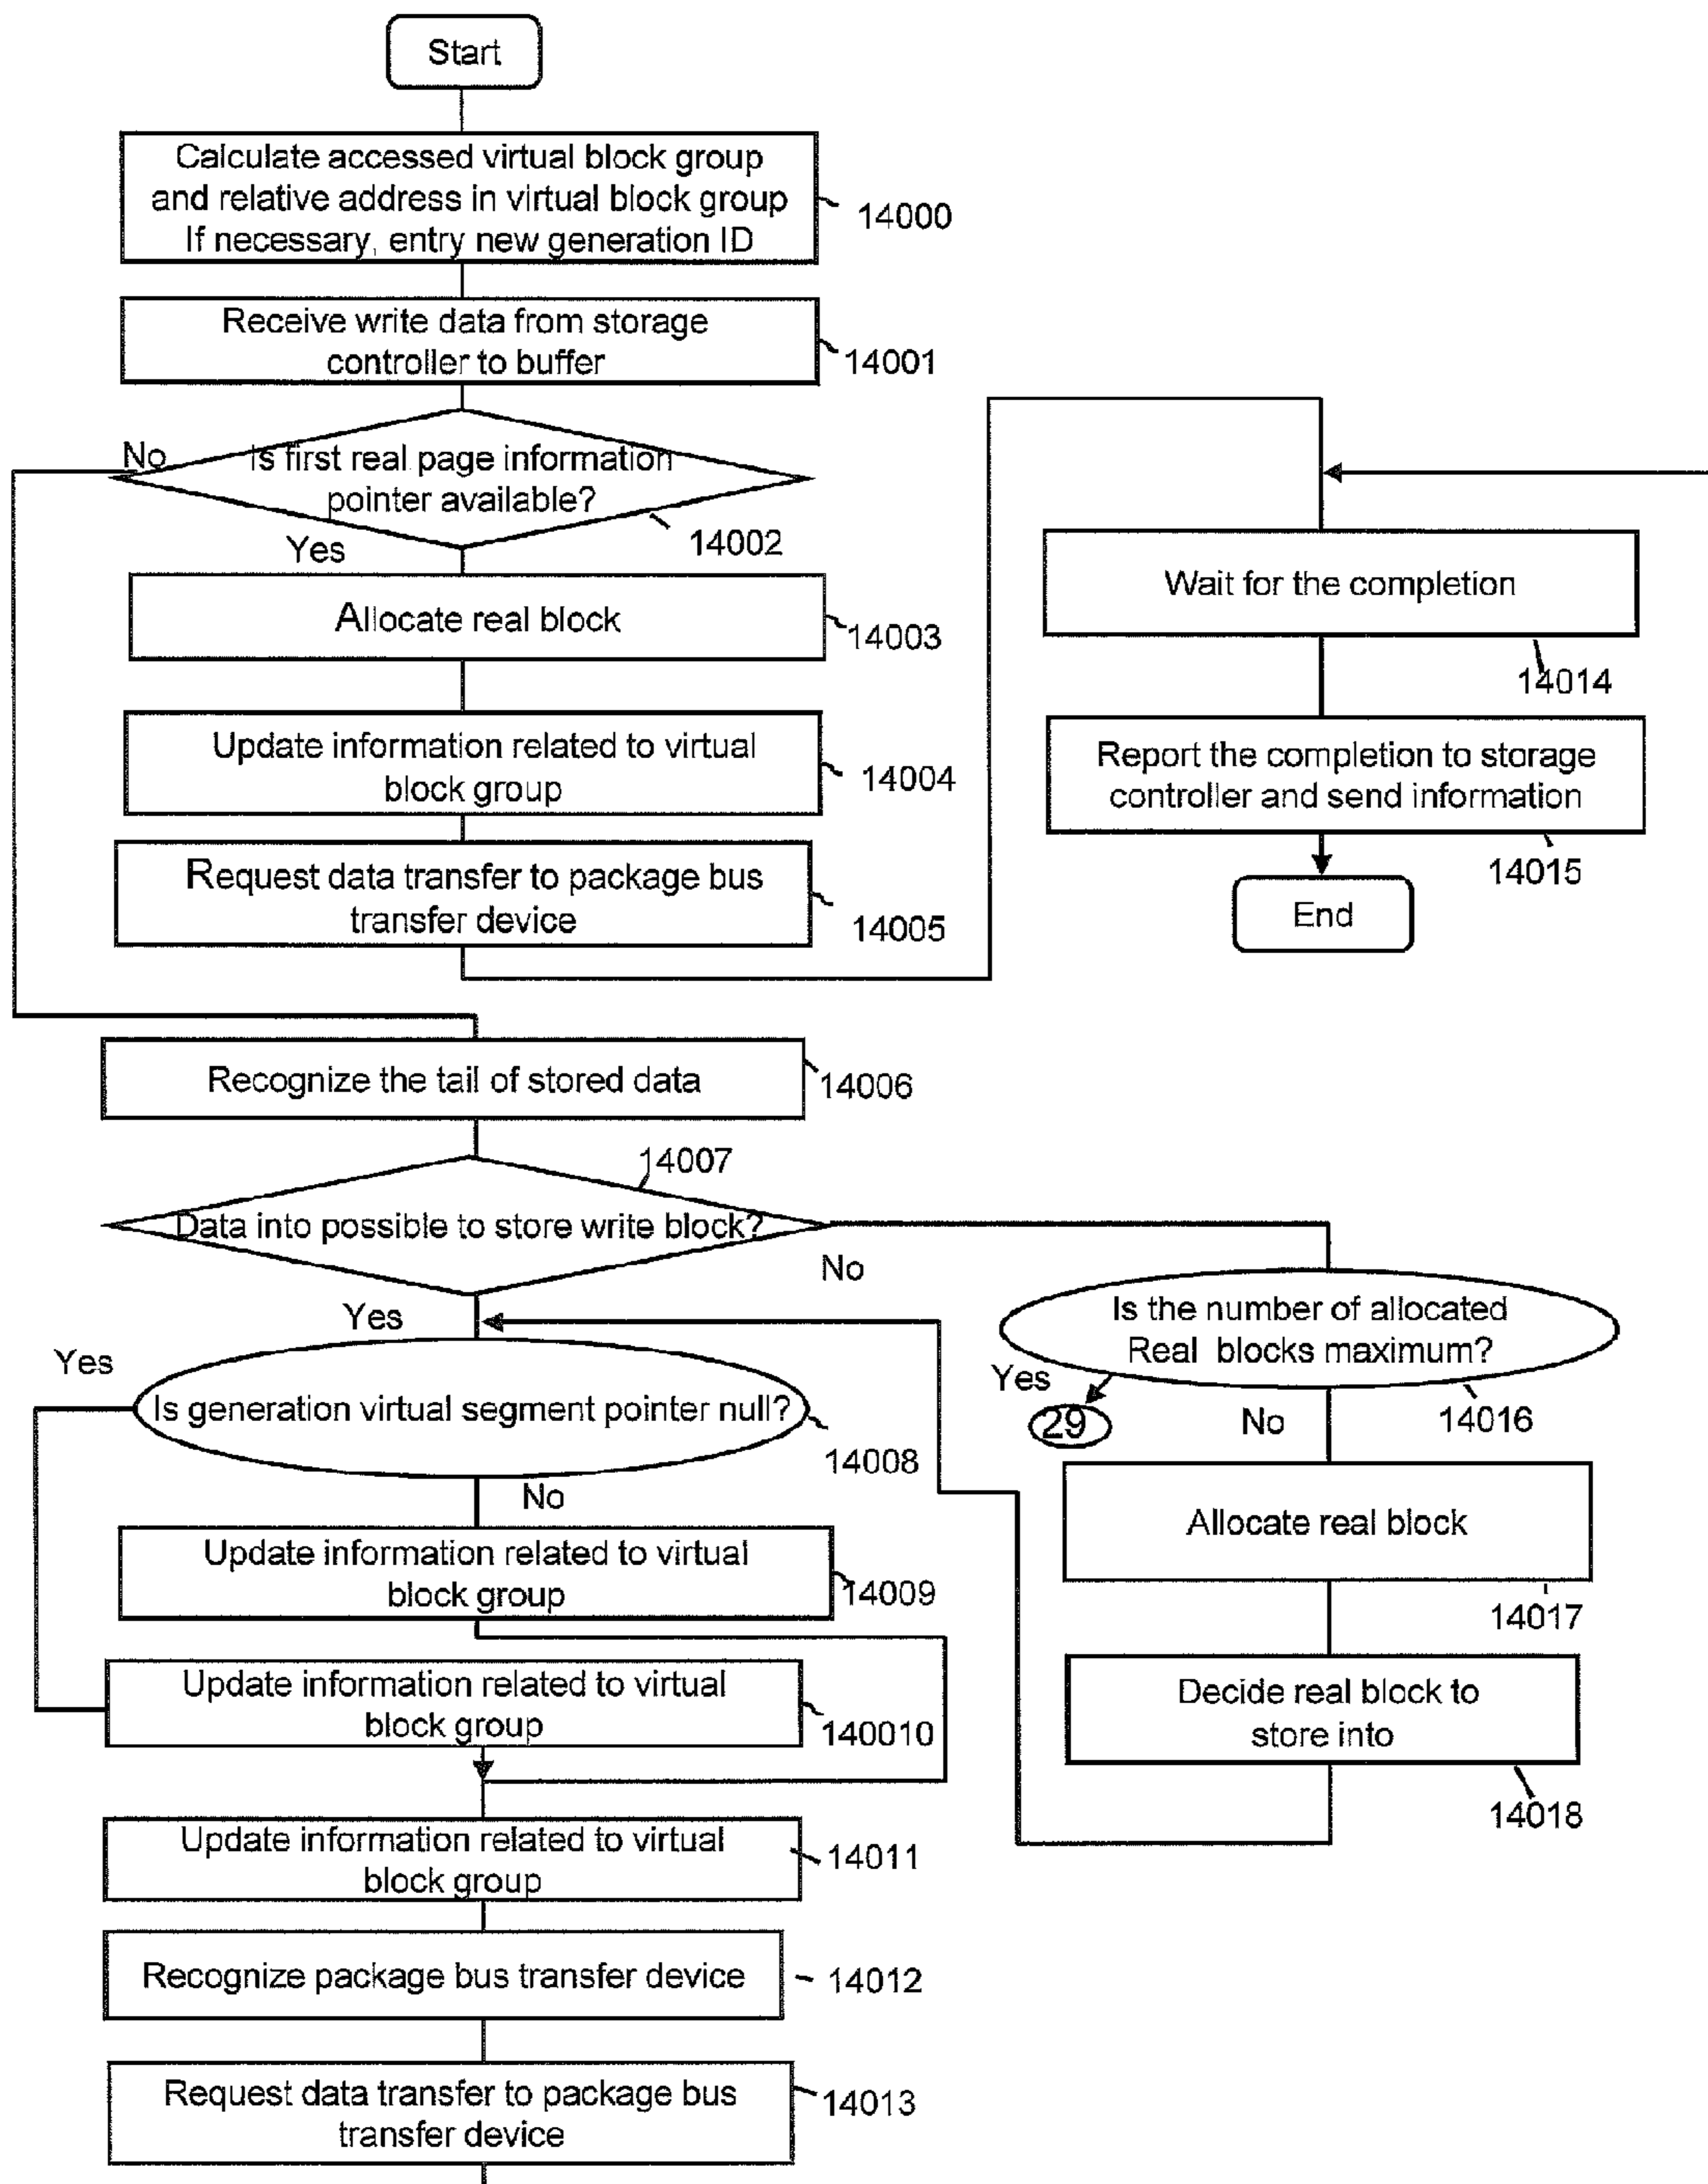 Start
Calculate accessed virtual block group
and relative address in virtual block group
If necessary, entry new generation ID
14000
Receive write data from storage
controller to buffer
14001
No
Is first real page information
pointer available?
14002
Yes
Allocate real block
14003
Update information related to virtual
block group
14004
Request data transfer to package bus
transfer device
14005
Wait for the completion
14014
Report the completion to storage
controller and send information
14015
End
Recognize the tail of stored data
14006
14007
Data into possible to store write block?
No
Yes
Is generation virtual segment pointer null?
Yes
14008
No
Update information related to virtual
block group
14009
Update information related to virtual
block group
140010
Update information related to virtual
block group
14011
Recognize package bus transfer device
14012
Request data transfer to package bus
transfer device
14013
Is the number of allocated
Real blocks maximum?
Yes
29
14016
No
Allocate real block
14017
Decide real block to
store into
14018